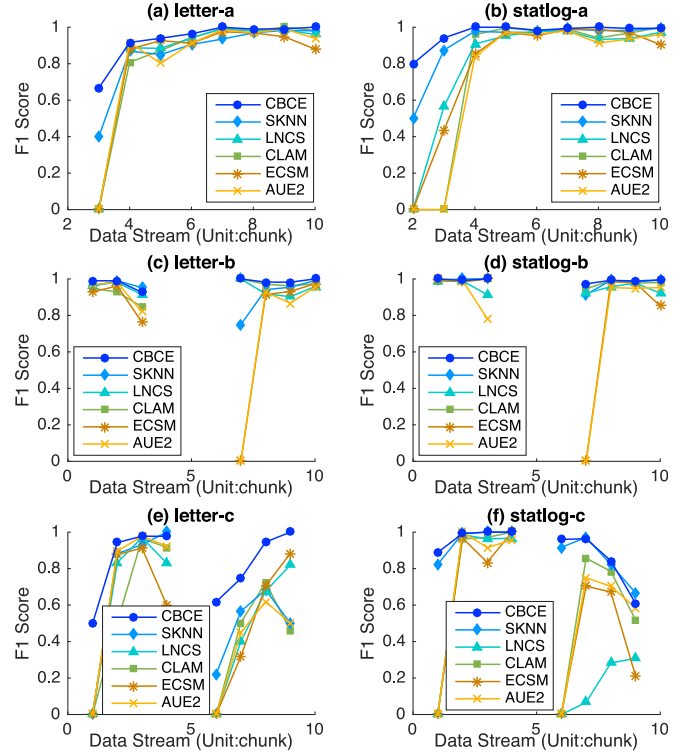 (a) letter-a
F1 Score
1
0.8
0.6
0.4
0.2
0
2 4 6 8 10
Data Stream (Unit:chunk)
CBCE
SKNN
LNCS
CLAM
ECSM
AUE2
(b) statlog-a
F1 Score
1
0.8
0.6
0.4
0.2
0
2 4 6 8 10
Data Stream (Unit:chunk)
CBCE
SKNN
LNCS
CLAM
ECSM
AUE2
(c) letter-b
F1 Score
1
0.8
0.6
0.4
0.2
0
0 5 10
Data Stream (Unit:chunk)
CBCE
SKNN
LNCS
CLAM
ECSM
AUE2
(d) statlog-b
F1 Score
1
0.8
0.6
0.4
0.2
0
0 5 10
Data Stream (Unit:chunk)
CBCE
SKNN
LNCS
CLAM
ECSM
AUE2
(e) letter-c
F1 Score
1
0.8
0.6
0.4
0.2
0
0 5 10
Data Stream (Unit:chunk)
CBCE
SKNN
LNCS
CLAM
ECSM
AUE2
(f) statlog-c
F1 Score
1
0.8
0.6
0.4
0.2
0
0 5 10
Data Stream (Unit:chunk)
CBCE
SKNN
LNCS
CLAM
ECSM
AUE2